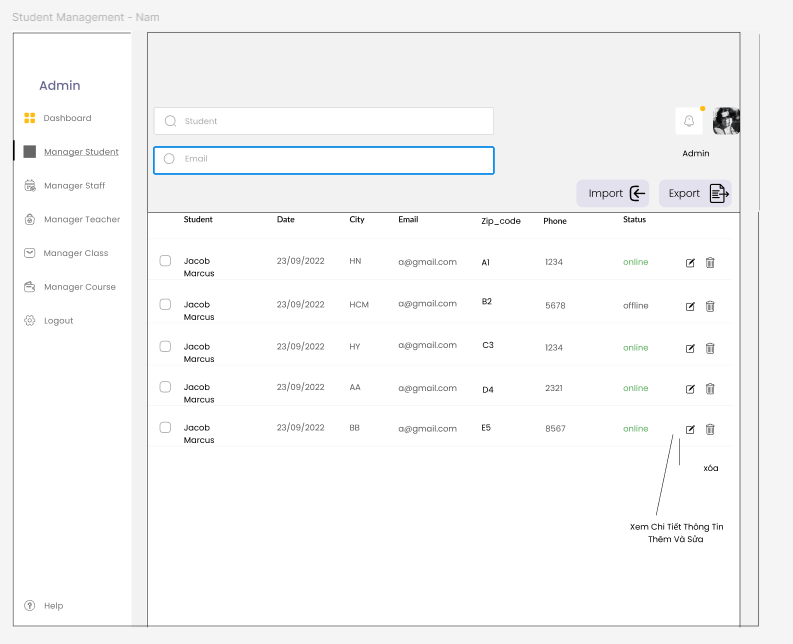 Student Management - Nam
Admin
Dashboard
Manager Student
Manager Staff
Manager Teacher
Manager Class
Manager Course
Logout
Help
Student
Email
Admin
Import
Export
Student Date City Email Zip_code Phone Status
Jacob 23/09/2022 HN a@gmail.com A1 1234 online
Marcus
Jacob 23/09/2022 HCM a@gmail.com B2 5678 offline
Marcus
Jacob 23/09/2022 HY a@gmail.com C3 1234 online
Marcus
Jacob 23/09/2022 AA a@gmail.com D4 2321 online
Marcus
Jacob 23/09/2022 BB a@gmail.com E5 8567 online
Marcus
xóa
Xem Chi Tiết Thông Tin
Thêm Và Sửa